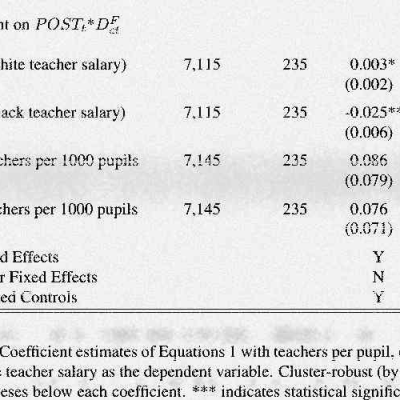 nt on POST_t*D^F_ct
hite teacher salary) 7,115 235 0.003*
(0.002)
ack teacher salary) 7,115 235 -0.025**
(0.006)
chers per 1000 pupils 7,145 235 0.086
(0.079)
chers per 1000 pupils 7,145 235 0.076
(0.071)
d Effects Y
r Fixed Effects N
ed Controls Y
Coefficient estimates of Equations 1 with teachers per pupil,
e teacher salary as the dependent variable. Cluster-robust (by
eses below each coefficient. *** indicates statistical signific